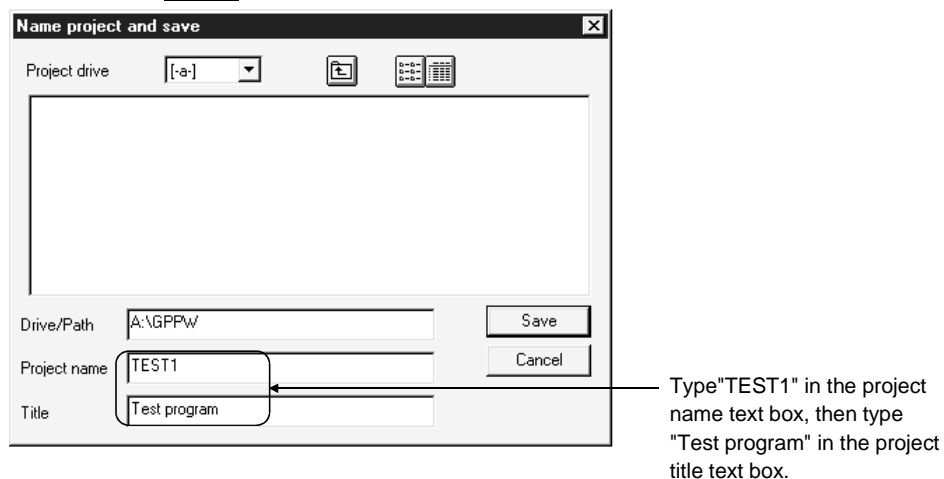 Name project and save
Project drive [-a-]
Drive/Path A:\GPPW Save
Project name TEST1 Cancel
Title Test program
Type"TEST1" in the project
name text box, then type
"Test program" in the project
title text box.